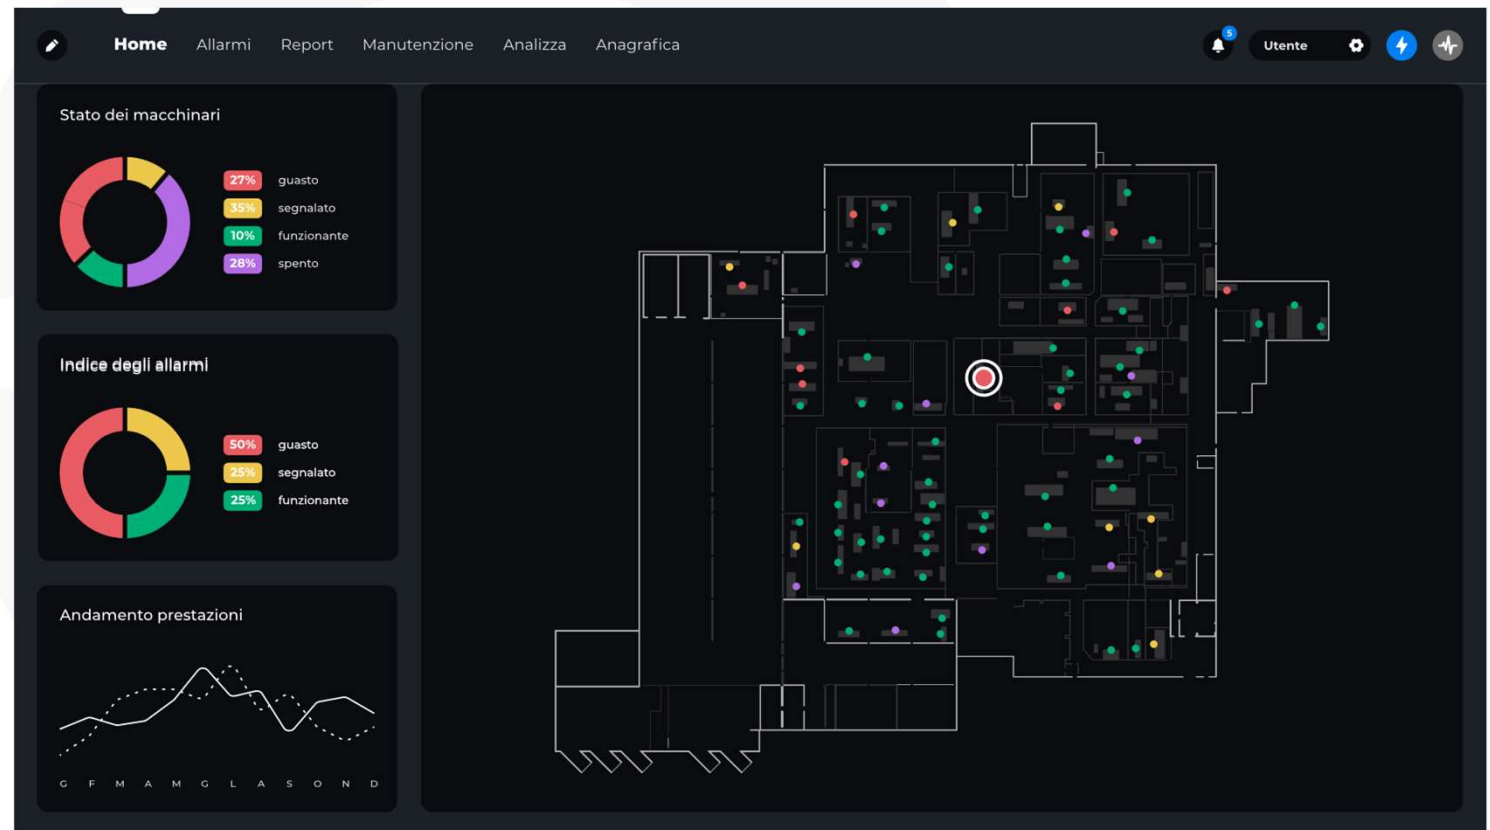 Home Allarmi Report Manutenzione Analizza Anagrafica 5 Utente
Stato dei macchinari
27% guasto
35% segnalato
10% funzionante
28% spento
Indice degli allarmi
50% guasto
25% segnalato
25% funzionante
Andamento prestazioni
G F M A M G L A S O N D